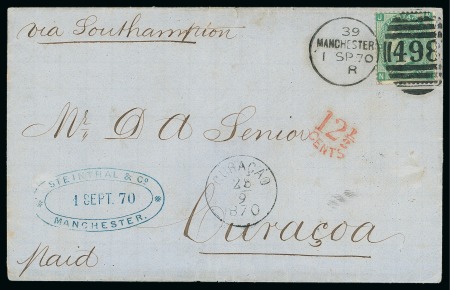 via Southampton
39
MANCHESTER
1 SP 70
R
498
J
N
Mr. D A Senior
12½
CENTS
STEINTHAL & Co
1 SEPT. 70
MANCHESTER.
CURAÇAO
28
9
1870
Curaçoa
Paid